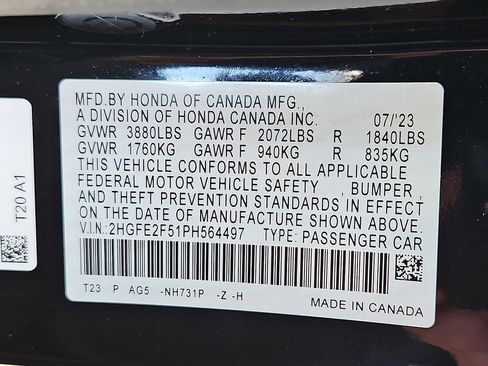 MFD.BY HONDA OF CANADA MFG.,
A DIVISION OF HONDA CANADA INC. 07/'23
GVWR 3880LBS GAWR F 2072LBS R 1840LBS
GVWR 1760KG GAWR F 940KG R 835KG
THIS VEHICLE CONFORMS TO ALL APPLICABLE
FEDERAL MOTOR VEHICLE SAFETY , BUMPER ,
AND THEFT PREVENTION STANDARDS IN EFFECT
ON THE DATE OF MANUFACTURE SHOWN ABOVE.
V.I.N.: 2HGFE2F51PH564497 TYPE: PASSENGER CAR
T23 P AG5 -NH731P -Z -H
MADE IN CANADA
T20 A1